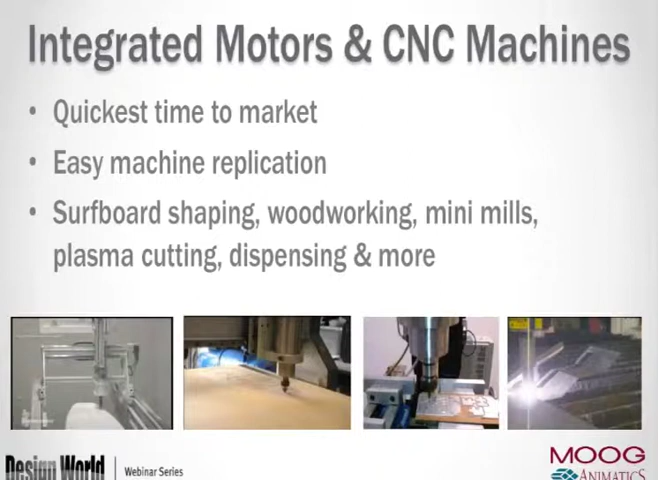 Integrated Motors & CNC Machines
• Quickest time to market
• Easy machine replication
• Surfboard shaping, woodworking, mini mills,
plasma cutting, dispensing & more
Design World
Webinar Series
MOOG
ANIMATICS